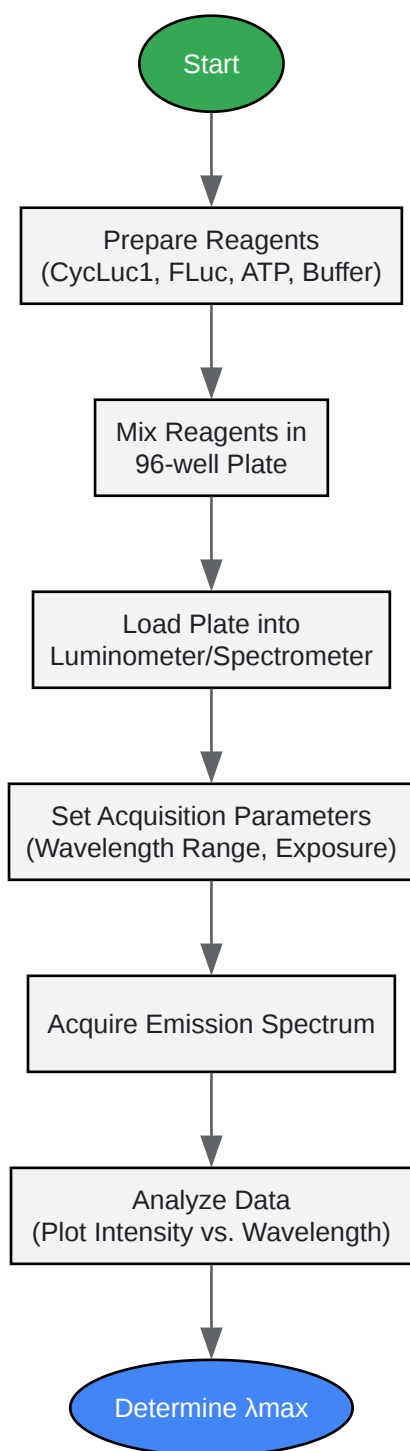 Start
Prepare Reagents
(CycLuc1, FLuc, ATP, Buffer)
Mix Reagents in
96-well Plate
Load Plate into
Luminometer/Spectrometer
Set Acquisition Parameters
(Wavelength Range, Exposure)
Acquire Emission Spectrum
Analyze Data
(Plot Intensity vs. Wavelength)
Determine λmax